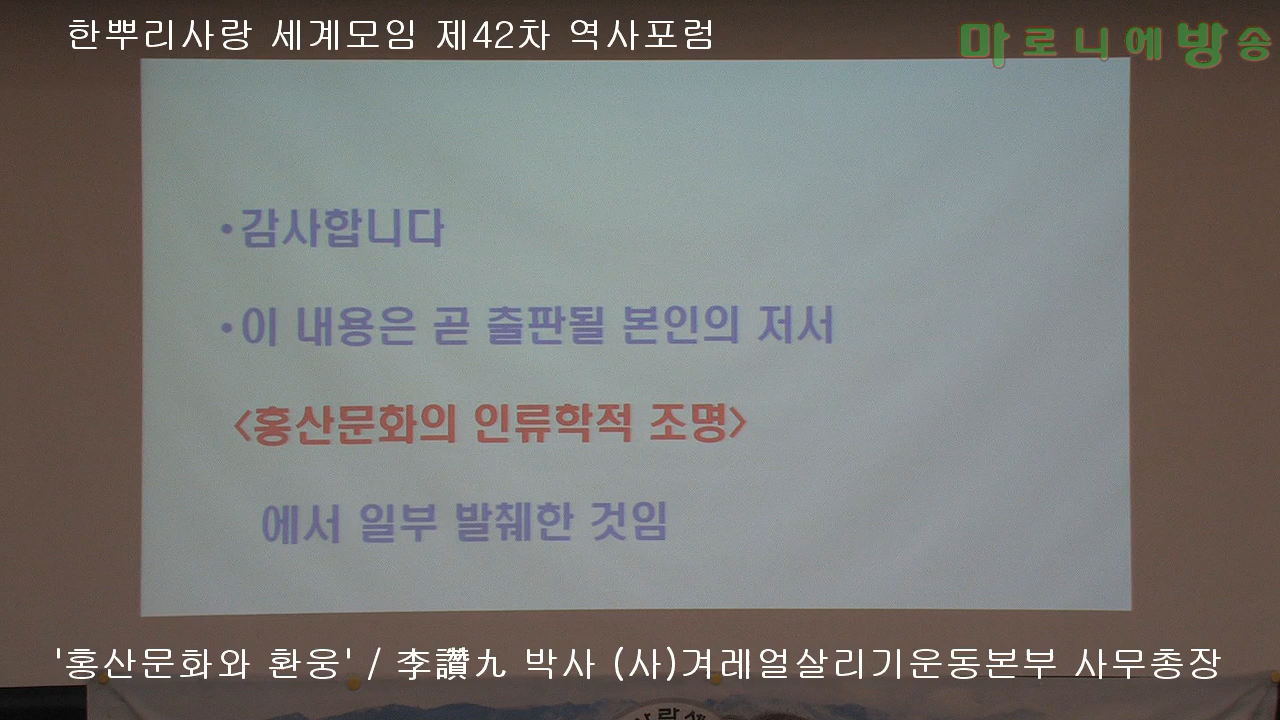 한뿌리사랑 세계모임 제42차 역사포럼
마로니에방송
•감사합니다
•이 내용은 곧 출판될 본인의 저서
<홍산문화의 인류학적 조명>
에서 일부 발췌한 것임
'홍산문화와 환웅' / 李讚九 박사 (사)겨레얼살리기운동본부 사무총장